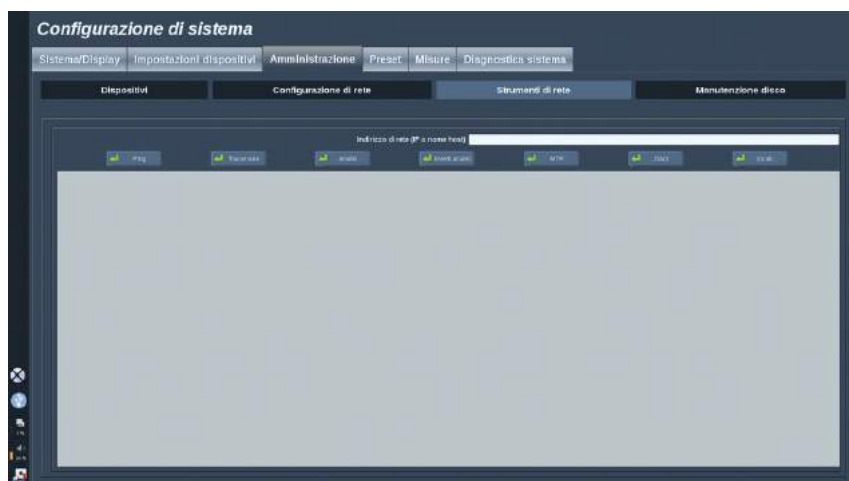 Configurazione di sistema
Sistema/Display Impostazioni dispositivi Amministrazione Preset Misure Diagnostica sistema
Dispositivi Configurazione di rete Strumenti di rete Manutenzione disco
Indirizzo di rete (IP o nome host)
Ping Traceroute